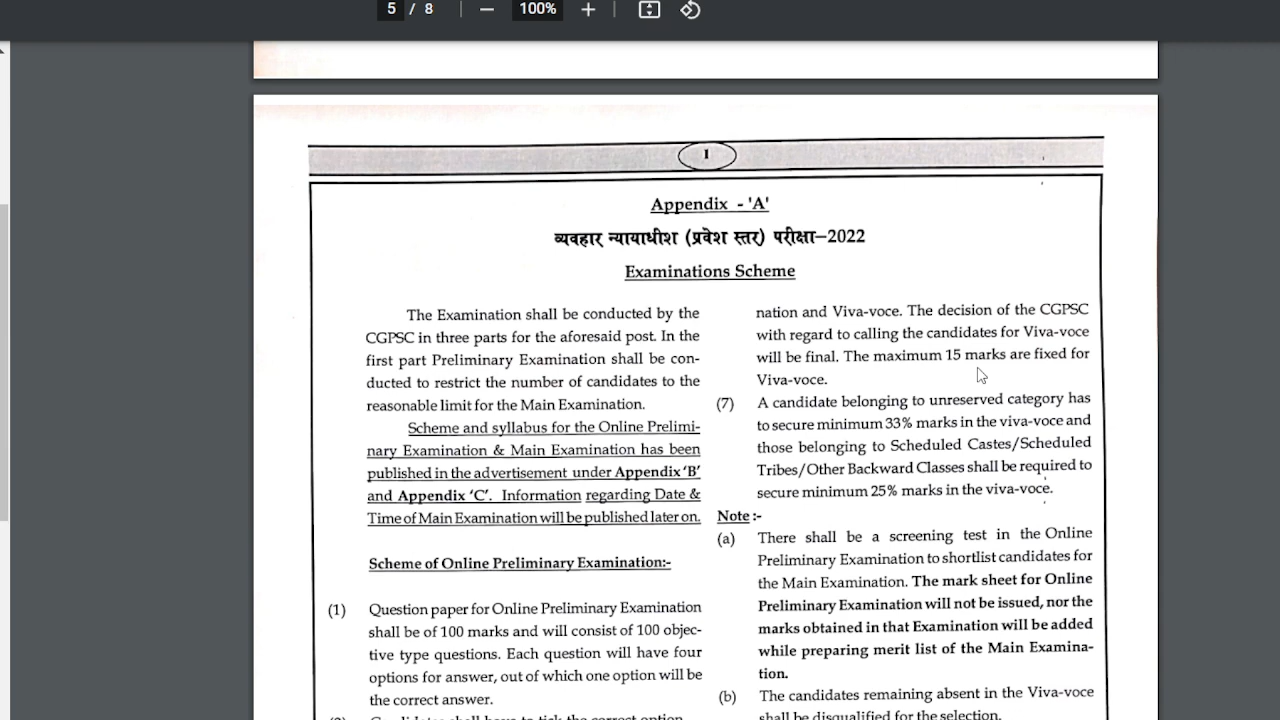 5 / 8
100%
1
Appendix - 'A'
व्यवहार न्यायाधीश (प्रवेश स्तर) परीक्षा–2022
Examinations Scheme
The Examination shall be conducted by the
CGPSC in three parts for the aforesaid post. In the
first part Preliminary Examination shall be con-
ducted to restrict the number of candidates to the
reasonable limit for the Main Examination.
Scheme and syllabus for the Online Prelimi-
nary Examination & Main Examination has been
published in the advertisement under Appendix 'B'
and Appendix 'C'. Information regarding Date &
Time of Main Examination will be published later on.
Scheme of Online Preliminary Examination:-
(1) Question paper for Online Preliminary Examination
shall be of 100 marks and will consist of 100 objec-
tive type questions. Each question will have four
options for answer, out of which one option will be
the correct answer.
(2) Candidates shall have to tick the correct option
nation and Viva-voce. The decision of the CGPSC
with regard to calling the candidates for Viva-voce
will be final. The maximum 15 marks are fixed for
Viva-voce.
(7) A candidate belonging to unreserved category has
to secure minimum 33% marks in the viva-voce and
those belonging to Scheduled Castes/Scheduled
Tribes/Other Backward Classes shall be required to
secure minimum 25% marks in the viva-voce.
Note :-
(a) There shall be a screening test in the Online
Preliminary Examination to shortlist candidates for
the Main Examination. The mark sheet for Online
Preliminary Examination will not be issued, nor the
marks obtained in that Examination will be added
while preparing merit list of the Main Examina-
tion.
(b) The candidates remaining absent in the Viva-voce
shall be disqualified for the selection.